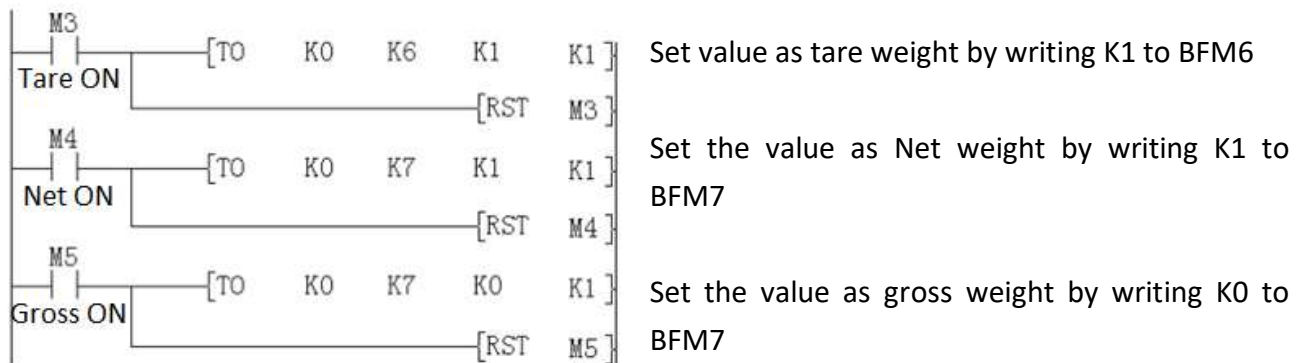 M3
[TO K0 K6 K1 K1]
Set value as tare weight by writing K1 to BFM6
Tare ON
[RST M3]
M4
[TO K0 K7 K1 K1]
Set the value as Net weight by writing K1 to
BFM7
Net ON
[RST M4]
M5
[TO K0 K7 K0 K1]
Set the value as gross weight by writing K0 to
BFM7
Gross ON
[RST M5]